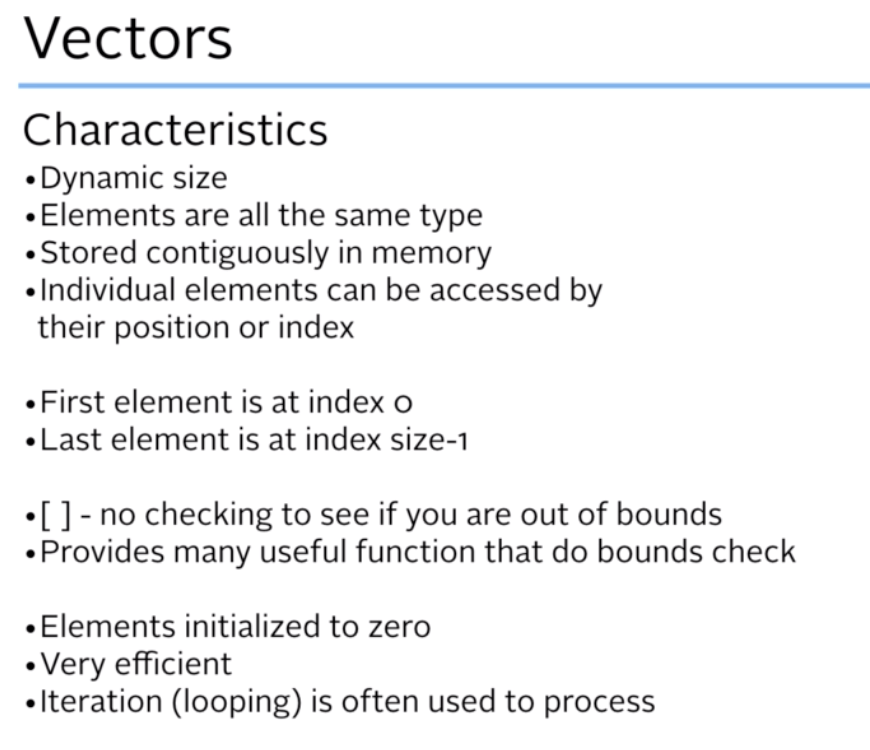 Vectors
Characteristics
•Dynamic size
•Elements are all the same type
•Stored contiguously in memory
•Individual elements can be accessed by
their position or index
•First element is at index 0
•Last element is at index size-1
•[ ] - no checking to see if you are out of bounds
•Provides many useful function that do bounds check
•Elements initialized to zero
•Very efficient
•Iteration (looping) is often used to process